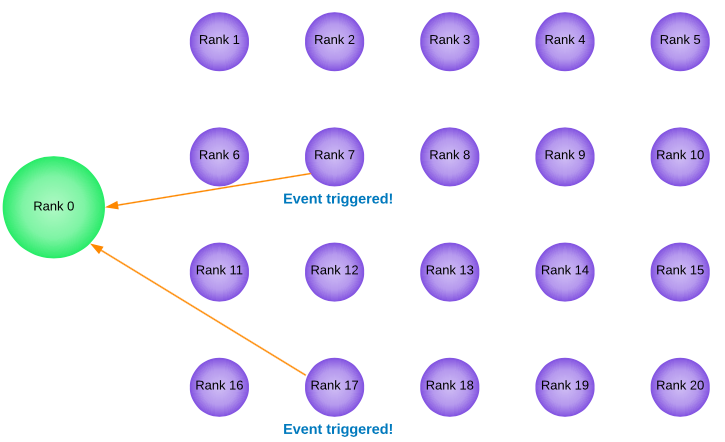 Rank 1
Rank 2
Rank 3
Rank 4
Rank 5
Rank 6
Rank 7
Rank 8
Rank 9
Rank 10
Event triggered!
Rank 0
Rank 11
Rank 12
Rank 13
Rank 14
Rank 15
Rank 16
Rank 17
Rank 18
Rank 19
Rank 20
Event triggered!